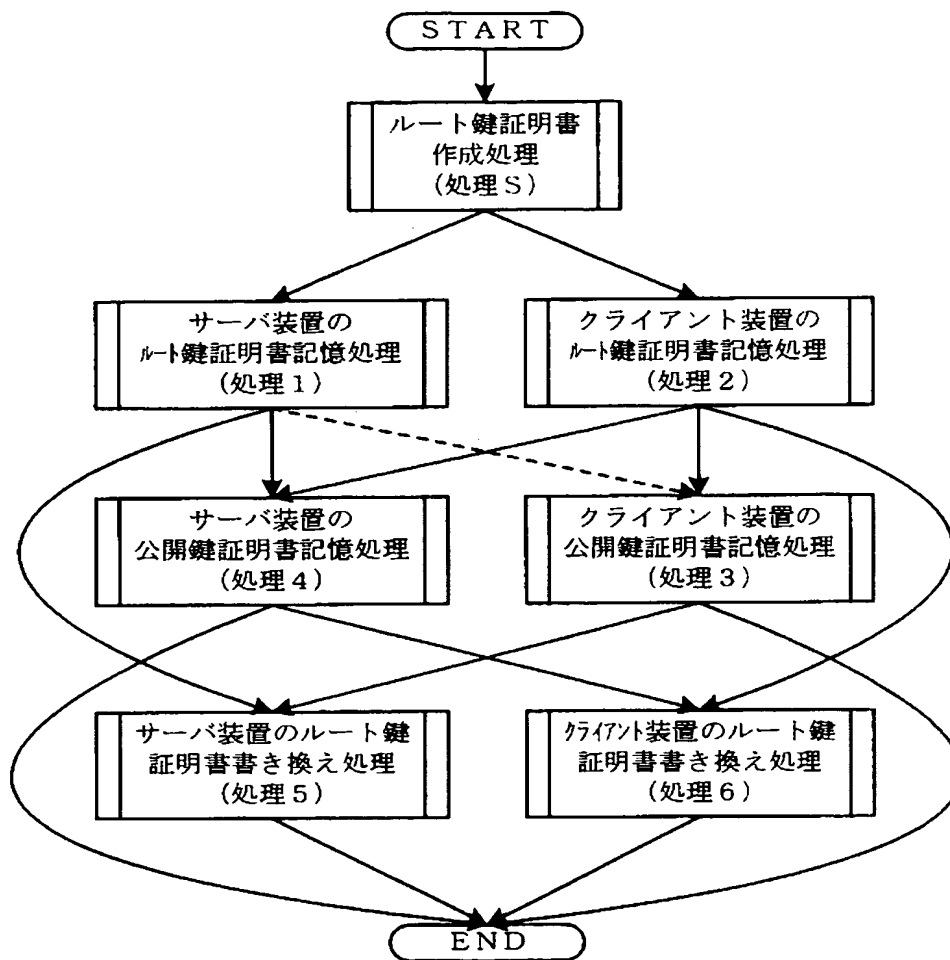 START
ルート鍵証明書
作成処理
(処理S)
サーバ装置の
ルート鍵証明書記憶処理
(処理1)
クライアント装置の
ルート鍵証明書記憶処理
(処理2)
サーバ装置の
公開鍵証明書記憶処理
(処理4)
クライアント装置の
公開鍵証明書記憶処理
(処理3)
サーバ装置のルート鍵
証明書書き換え処理
(処理5)
クライアント装置のルート鍵
証明書書き換え処理
(処理6)
END